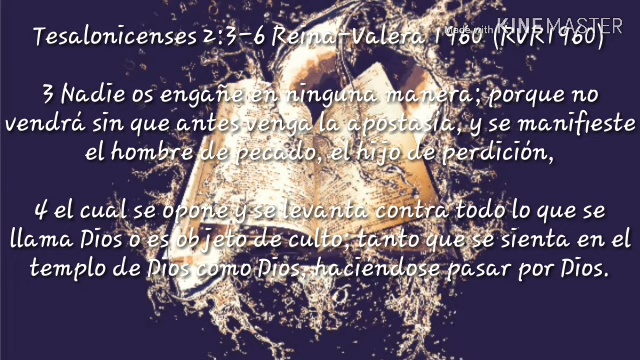 Made with KINEMASTER
Tesalonicenses 2:3-6 Reina-Valera 1960 (RVR1960)
3 Nadie os engañe en ninguna manera; porque no
vendrá sin que antes venga la apostasía, y se manifieste
el hombre de pecado, el hijo de perdición,
4 el cual se opone y se levanta contra todo lo que se
llama Dios o es objeto de culto; tanto que se sienta en el
templo de Dios como Dios, haciéndose pasar por Dios.